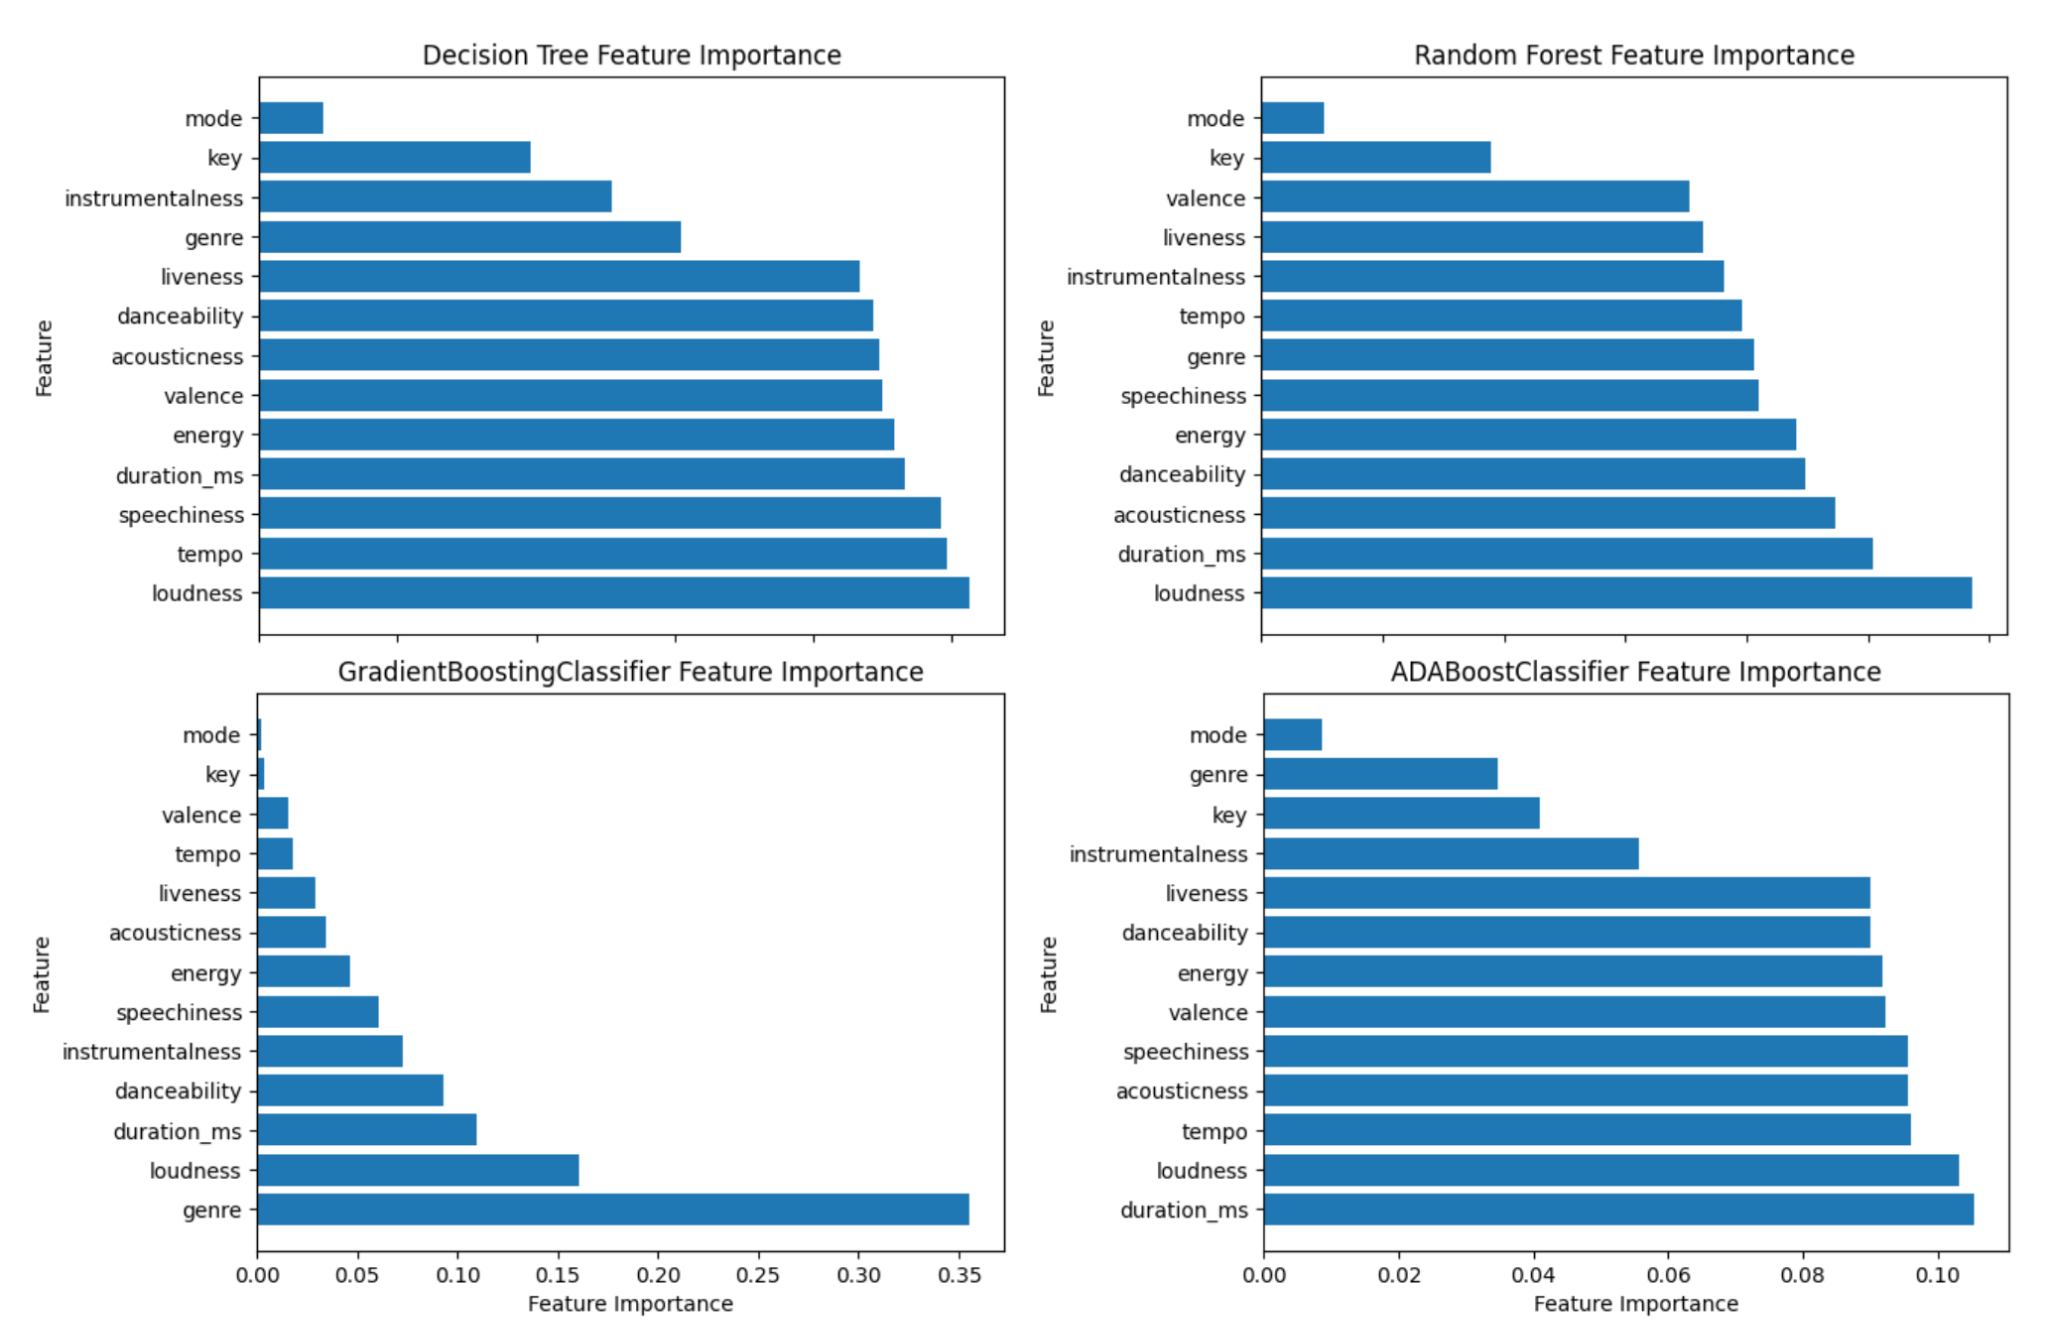 Decision Tree Feature Importance
Feature
mode
key
instrumentalness
genre
liveness
danceability
acousticness
valence
energy
duration_ms
speechiness
tempo
loudness
Random Forest Feature Importance
Feature
mode
key
valence
liveness
instrumentalness
tempo
genre
speechiness
energy
danceability
acousticness
duration_ms
loudness
GradientBoostingClassifier Feature Importance
Feature
mode
key
valence
tempo
liveness
acousticness
energy
speechiness
instrumentalness
danceability
duration_ms
loudness
genre
0.00 0.05 0.10 0.15 0.20 0.25 0.30 0.35
Feature Importance
ADABoostClassifier Feature Importance
Feature
mode
genre
key
instrumentalness
liveness
danceability
energy
valence
speechiness
acousticness
tempo
loudness
duration_ms
0.00 0.02 0.04 0.06 0.08 0.10
Feature Importance